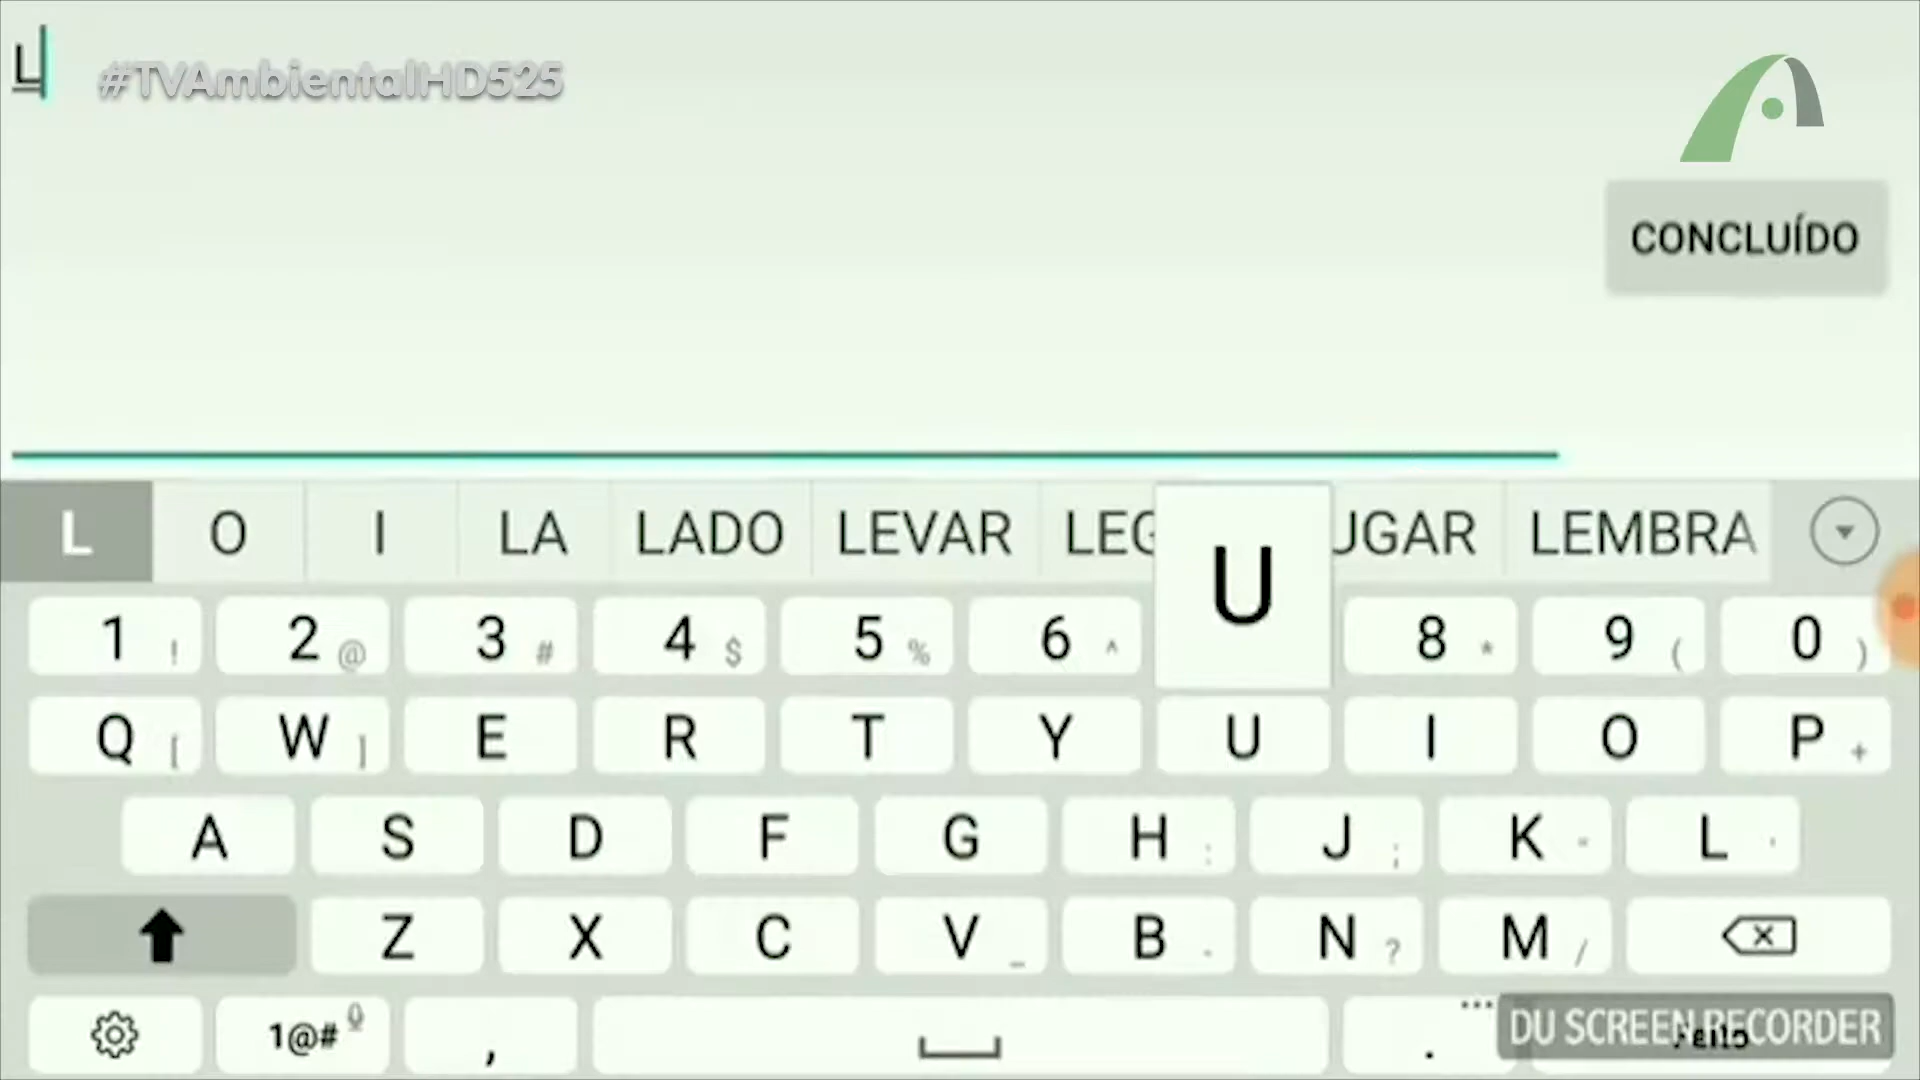 L #TVAmbientalHD525
CONCLUÍDO
L O I LA LADO LEVAR LEG UGAR LEMBRA
U
1 ! 2 @ 3 # 4 $ 5 % 6 ^ 8 * 9 ( 0 )
Q [ W ] E R T Y U I O P +
A S D F G H : J ; K " L '
Z X C V _ B - N ? M /
1@# , . DU SCREEN RECORDER